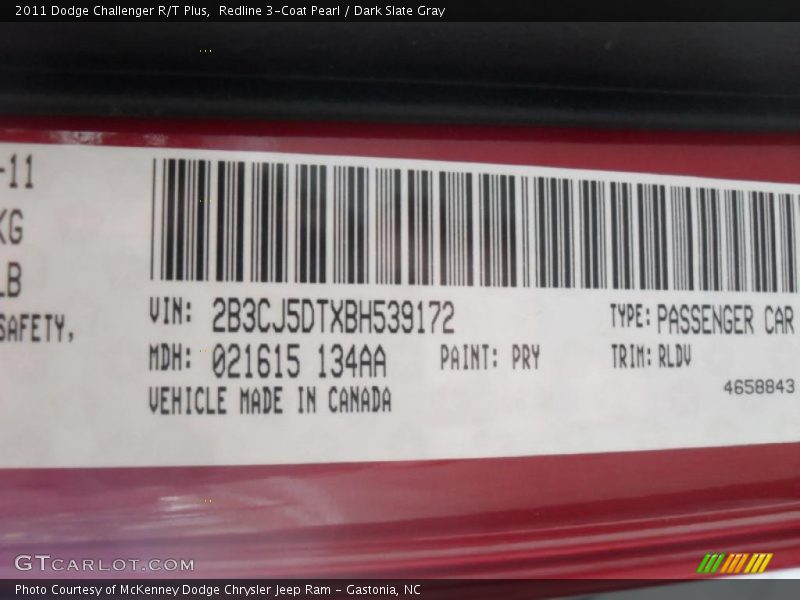 2011 Dodge Challenger R/T Plus,  Redline 3-Coat Pearl / Dark Slate Gray
-11
KG
LB
SAFETY,
VIN: 2B3CJ5DTXBH539172
TYPE: PASSENGER CAR
MDH: 021615 134AA
PAINT: PRY
TRIM: RLDV
VEHICLE MADE IN CANADA
4658843
GTCARLOT.COM
Photo Courtesy of McKenney Dodge Chrysler Jeep Ram - Gastonia, NC